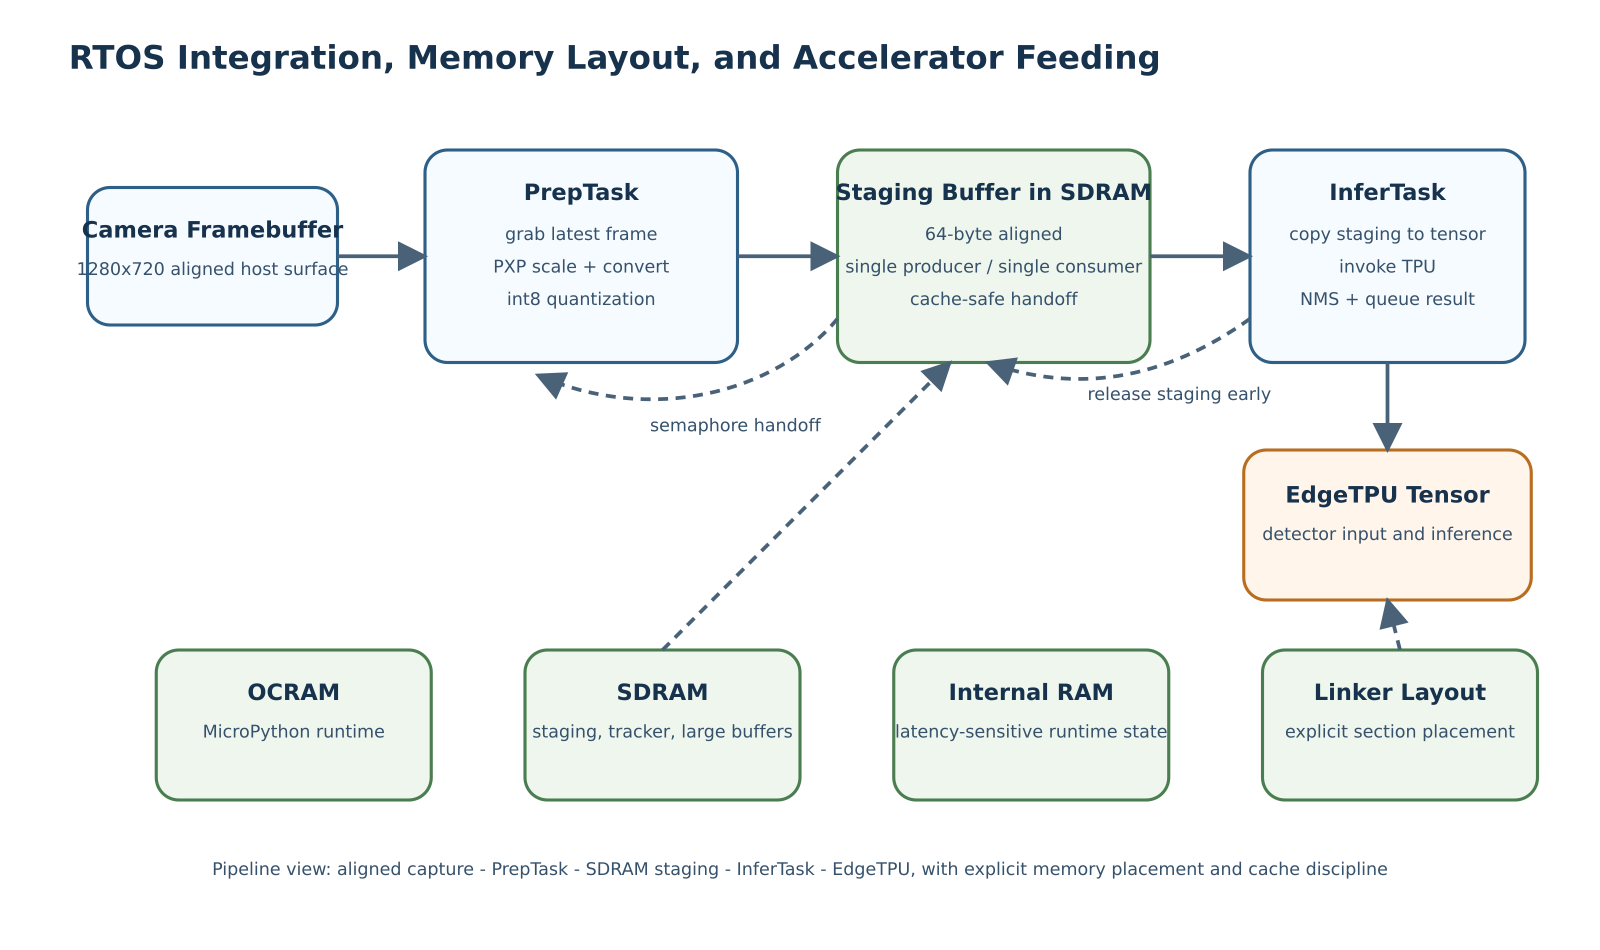 RTOS Integration, Memory Layout, and Accelerator Feeding
Camera Framebuffer
1280x720 aligned host surface
PrepTask
grab latest frame
PXP scale + convert
int8 quantization
Staging Buffer in SDRAM
64-byte aligned
single producer / single consumer
cache-safe handoff
InferTask
copy staging to tensor
invoke TPU
NMS + queue result
semaphore handoff
release staging early
EdgeTPU Tensor
detector input and inference
OCRAM
MicroPython runtime
SDRAM
staging, tracker, large buffers
Internal RAM
latency-sensitive runtime state
Linker Layout
explicit section placement
Pipeline view: aligned capture - PrepTask - SDRAM staging - InferTask - EdgeTPU, with explicit memory placement and cache discipline